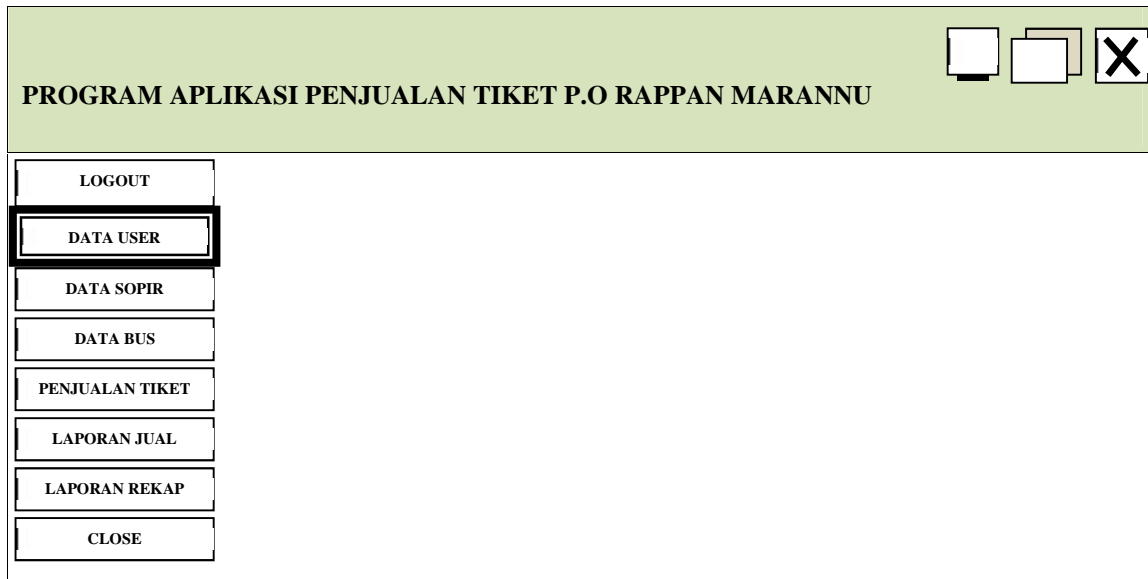 PROGRAM APLIKASI PENJUALAN TIKET P.O RAPPAN MARANNU
LOGOUT
DATA USER
DATA SOPIR
DATA BUS
PENJUALAN TIKET
LAPORAN JUAL
LAPORAN REKAP
CLOSE